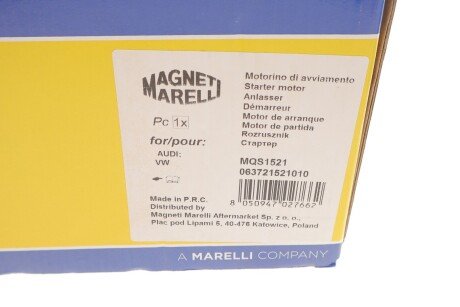 MAGNETI
MARELLI
Pc 1x
for/pour:
AUDI:
VW
Motorino di avviamento
Starter motor
Anlasser
Démarreur
Motor de arranque
Motor de partida
Rozrusznik
Стартер
MQS1521
063721521010
8 050947 027662
Made in P.R.C.
Distributed by
Magneti Marelli Aftermarket Sp. z o.o.,
Plac pod Lipami 5, 40-476 Katowice, Poland
A MARELLI COMPANY